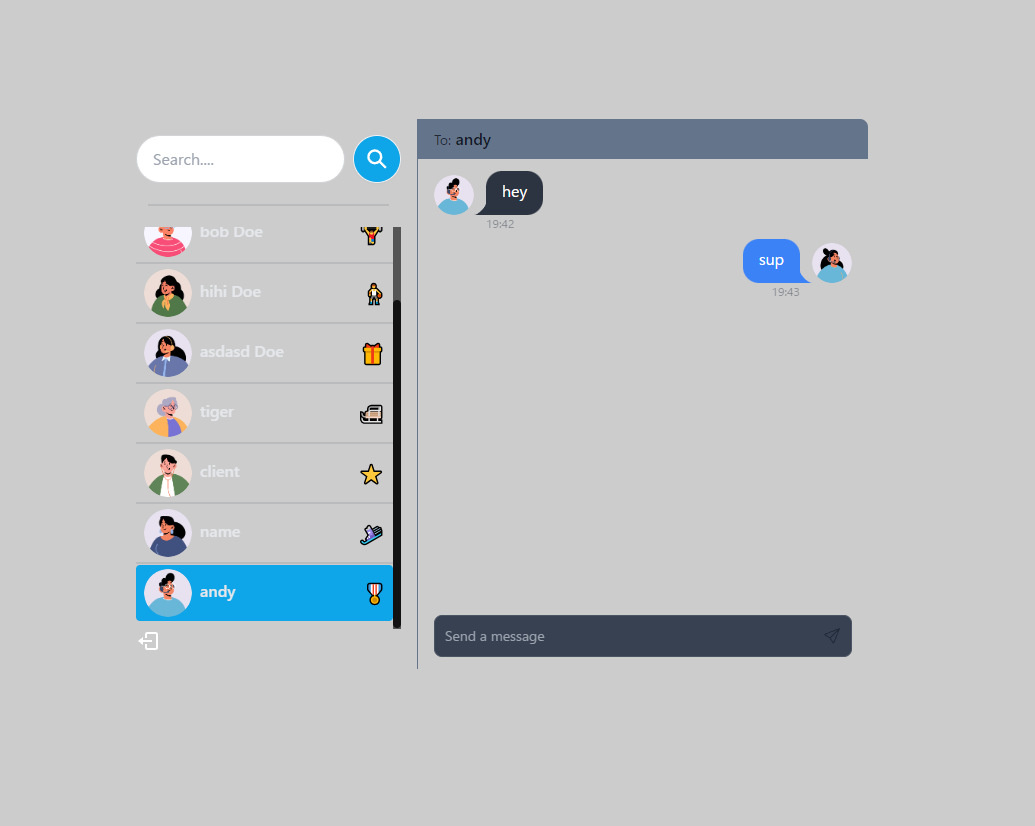 Search....
bob Doe
hihi Doe
asdasd Doe
tiger
client
name
andy
To: andy
hey
19:42
sup
19:43
Send a message